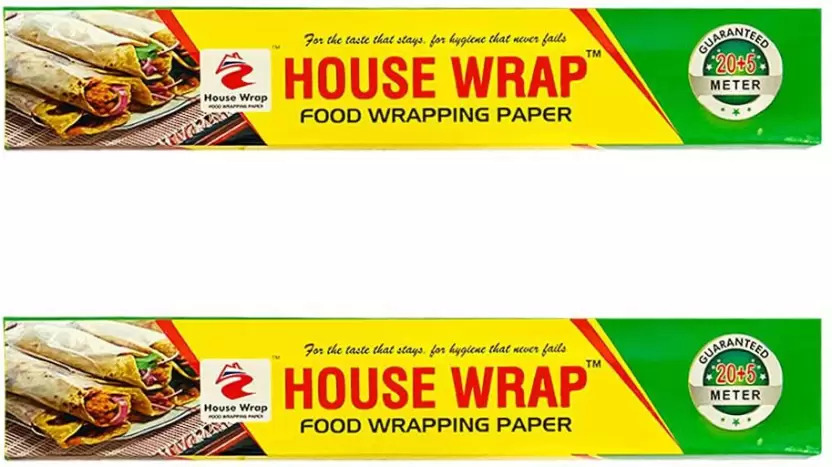 For the taste that stays, for hygiene that never fails
HOUSE WRAP™
FOOD WRAPPING PAPER
™
House Wrap
FOOD WRAPPING PAPER
GUARANTEED
20+5
METER
For the taste that stays, for hygiene that never fails
HOUSE WRAP™
FOOD WRAPPING PAPER
™
House Wrap
FOOD WRAPPING PAPER
GUARANTEED
20+5
METER